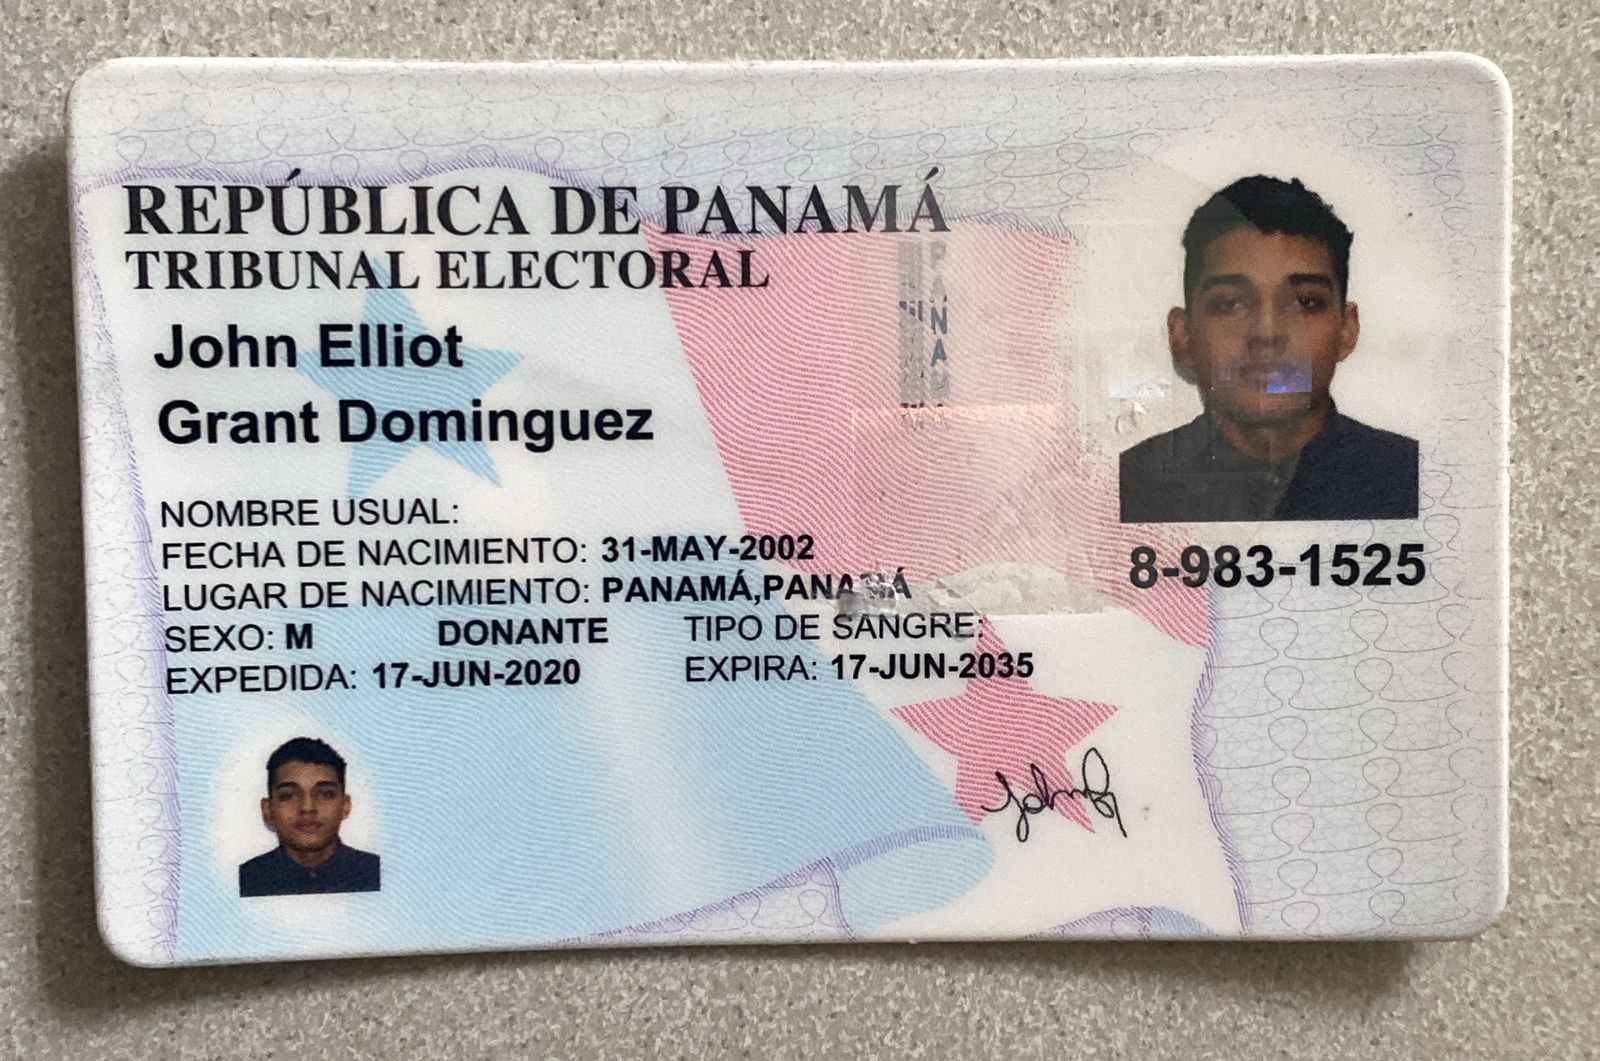 REPÚBLICA DE PANAMÁ
TRIBUNAL ELECTORAL
John Elliot
Grant Dominguez
NOMBRE USUAL:
FECHA DE NACIMIENTO: 31-MAY-2002
LUGAR DE NACIMIENTO: PANAMÁ,PANAMÁ
SEXO: M DONANTE TIPO DE SANGRE:
EXPEDIDA: 17-JUN-2020 EXPIRA: 17-JUN-2035
PANAMÁ
8-983-1525